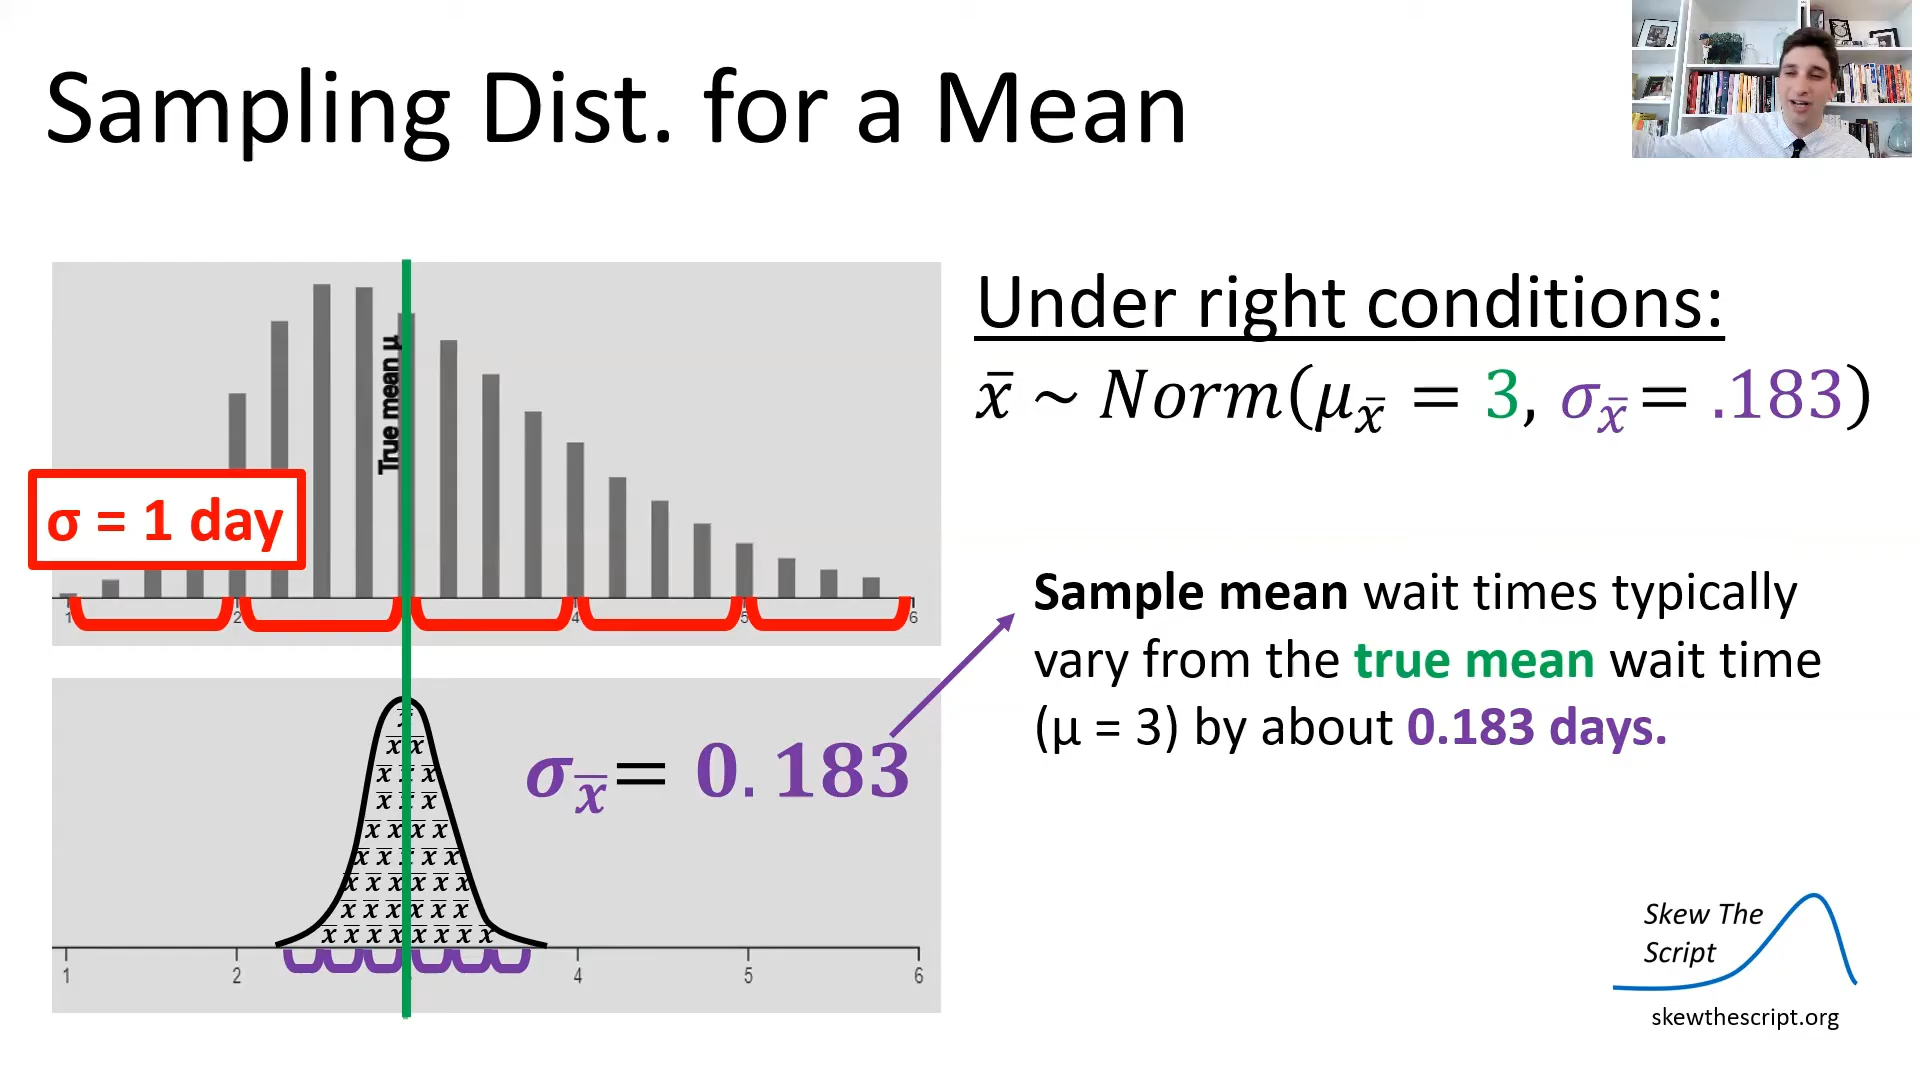 Sampling Dist. for a Mean
Under right conditions:
x̄ ~ Norm(μx̄ = 3, σx̄ = .183)
True mean μ
σ = 1 day
1 2 4 5 6
Sample mean wait times typically
vary from the true mean wait time
(μ = 3) by about 0.183 days.
σx̄ = 0.183
x̄
x̄ x̄
x̄ x̄ x̄
x̄ x̄ x̄
x̄ x̄ x̄ x̄
x̄ x̄ x̄ x̄ x̄
x̄ x̄ x̄ x̄ x̄ x̄
x̄ x̄ x̄ x̄ x̄ x̄
x̄ x̄ x̄ x̄ x̄ x̄ x̄ x̄
1 2 4 5 6
Skew The
Script
skewthescript.org